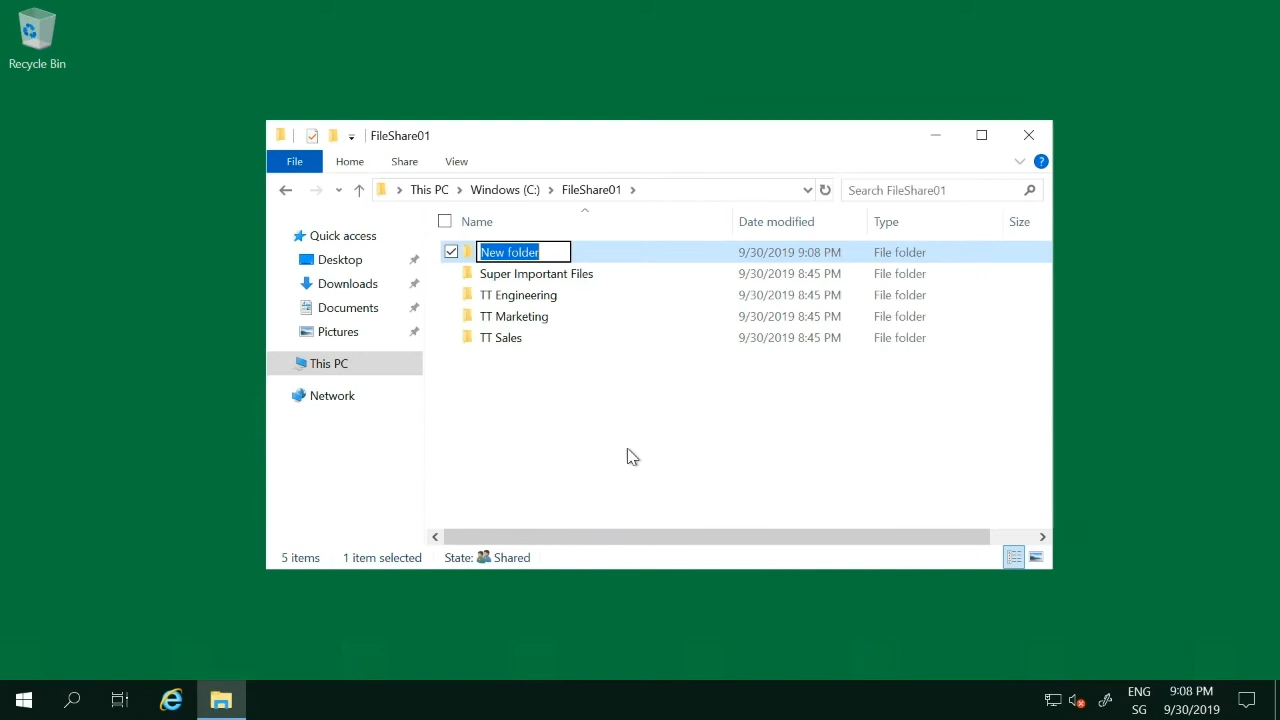 Recycle Bin
FileShare01
File Home Share View
This PC Windows (C:) FileShare01
Search FileShare01
Name Date modified Type Size
Quick access
Desktop
Downloads
Documents
Pictures
This PC
Network
New folder 9/30/2019 9:08 PM File folder
Super Important Files 9/30/2019 8:45 PM File folder
TT Engineering 9/30/2019 8:45 PM File folder
TT Marketing 9/30/2019 8:45 PM File folder
TT Sales 9/30/2019 8:45 PM File folder
5 items 1 item selected State: Shared
ENG 9:08 PM
SG 9/30/2019